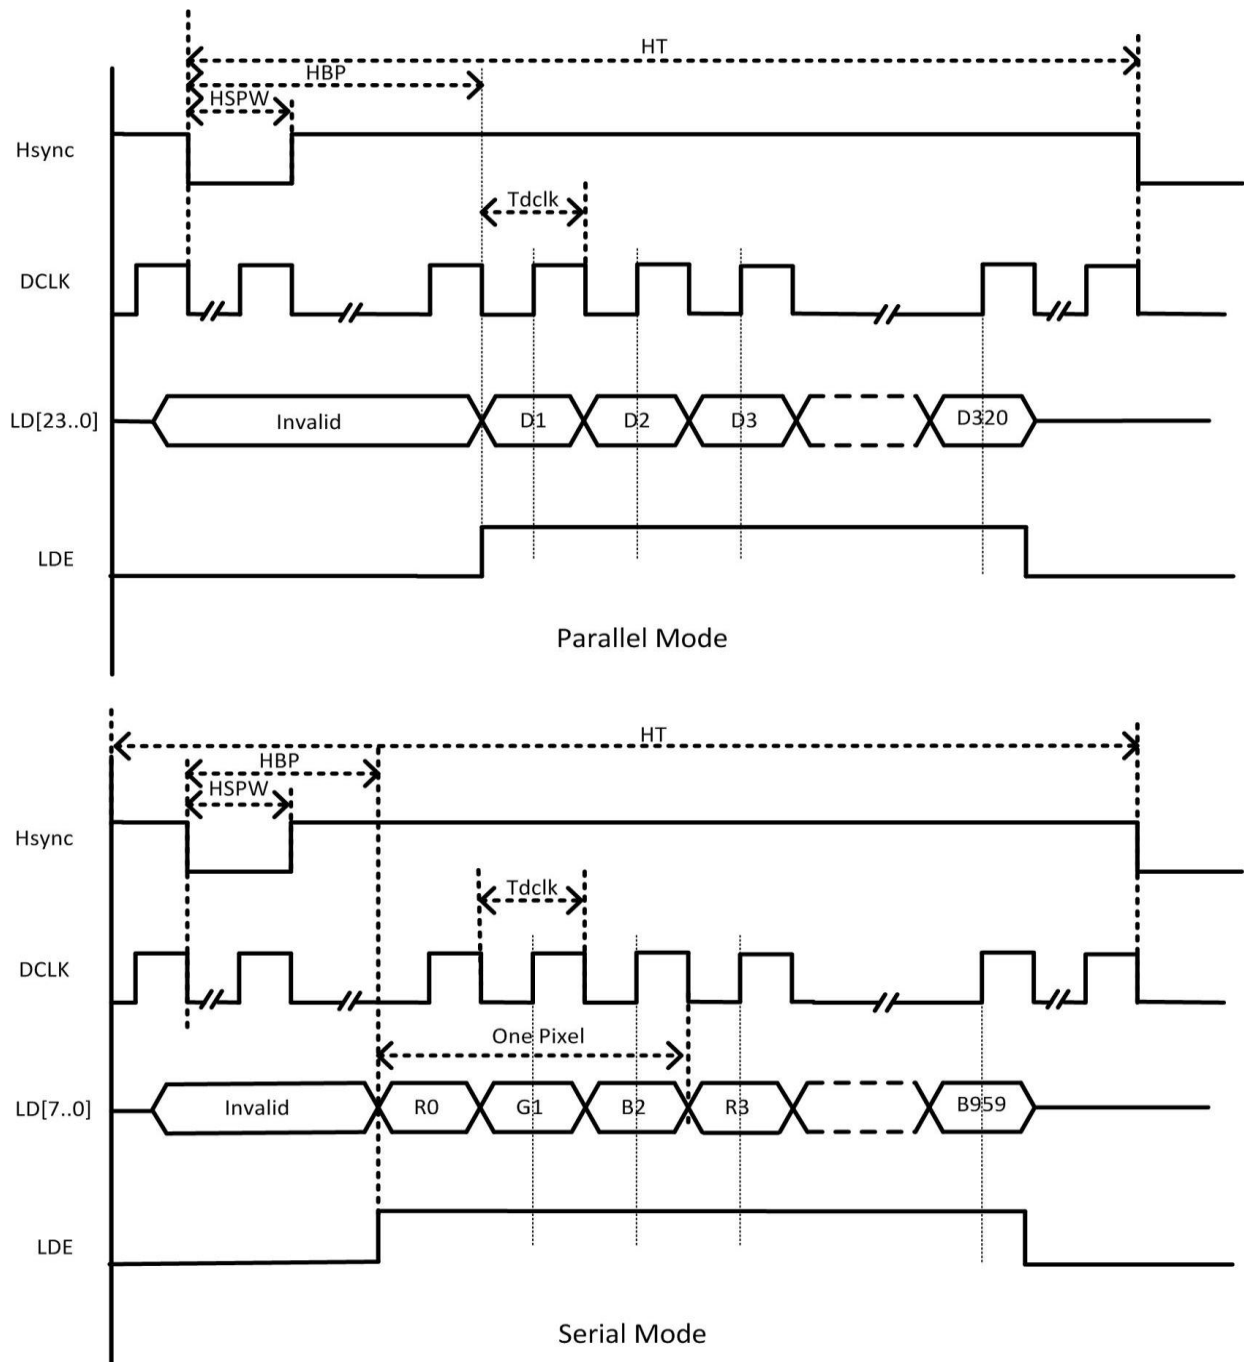 HT
HBP
HSPW
Hsync
Tdclk
DCLK
LD[23..0] Invalid D1 D2 D3 D320
LDE
Parallel Mode
HT
HBP
HSPW
Hsync
Tdclk
DCLK
One Pixel
LD[7..0] Invalid R0 G1 B2 R3 B959
LDE
Serial Mode